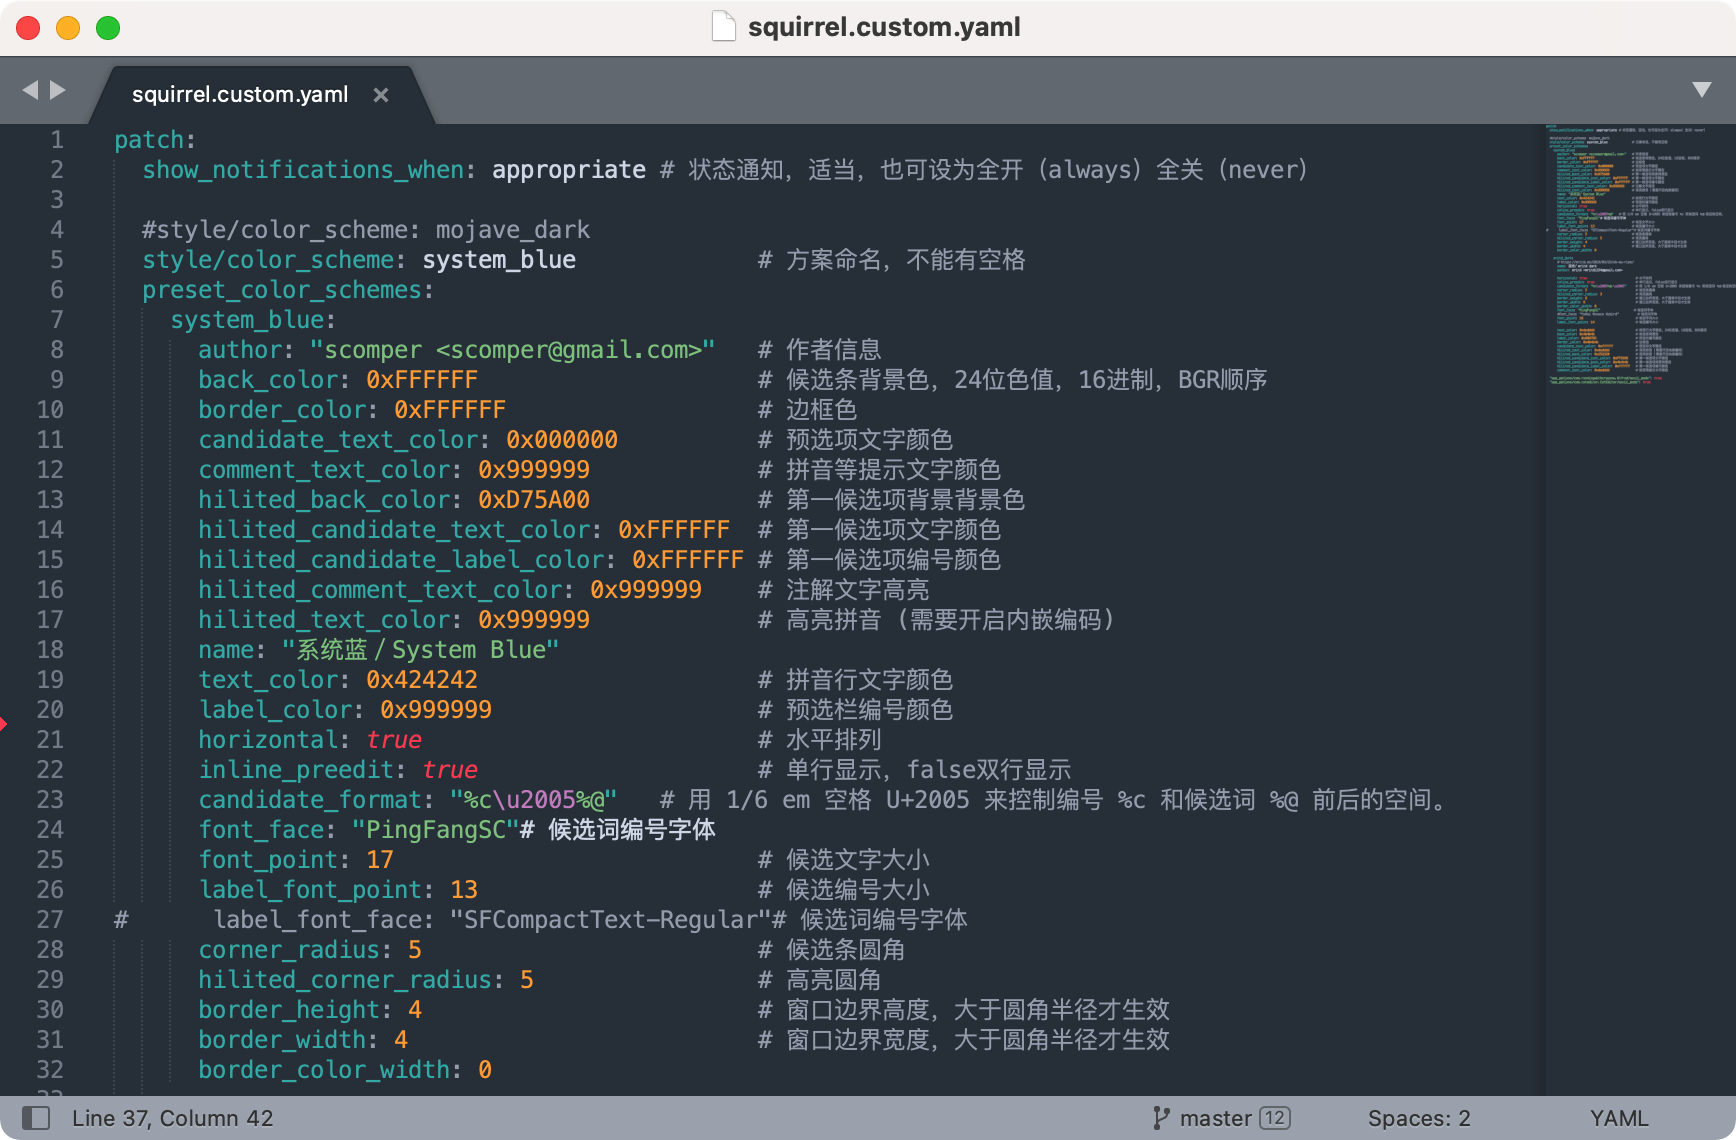 squirrel.custom.yaml
squirrel.custom.yaml ×
1 patch:
2 show_notifications_when: appropriate # 状态通知，适当，也可设为全开（always）全关（never）
3
4 #style/color_scheme: mojave_dark
5 style/color_scheme: system_blue # 方案命名，不能有空格
6 preset_color_schemes:
7 system_blue:
8 author: "scomper <scomper@gmail.com>" # 作者信息
9 back_color: 0xFFFFFF # 候选条背景色，24位色值，16进制，BGR顺序
10 border_color: 0xFFFFFF # 边框色
11 candidate_text_color: 0x000000 # 预选项文字颜色
12 comment_text_color: 0x999999 # 拼音等提示文字颜色
13 hilited_back_color: 0xD75A00 # 第一候选项背景背景色
14 hilited_candidate_text_color: 0xFFFFFF # 第一候选项文字颜色
15 hilited_candidate_label_color: 0xFFFFFF # 第一候选项编号颜色
16 hilited_comment_text_color: 0x999999 # 注解文字高亮
17 hilited_text_color: 0x999999 # 高亮拼音（需要开启内嵌编码）
18 name: "系统蓝／System Blue"
19 text_color: 0x424242 # 拼音行文字颜色
20 label_color: 0x999999 # 预选栏编号颜色
21 horizontal: true # 水平排列
22 inline_preedit: true # 单行显示，false双行显示
23 candidate_format: "%c\u2005%@" # 用 1/6 em 空格 U+2005 来控制编号 %c 和候选词 %@ 前后的空间。
24 font_face: "PingFangSC"# 候选词编号字体
25 font_point: 17 # 候选文字大小
26 label_font_point: 13 # 候选编号大小
27 # label_font_face: "SFCompactText-Regular"# 候选词编号字体
28 corner_radius: 5 # 候选条圆角
29 hilited_corner_radius: 5 # 高亮圆角
30 border_height: 4 # 窗口边界高度，大于圆角半径才生效
31 border_width: 4 # 窗口边界宽度，大于圆角半径才生效
32 border_color_width: 0
Line 37, Column 42 master 12 Spaces: 2 YAML